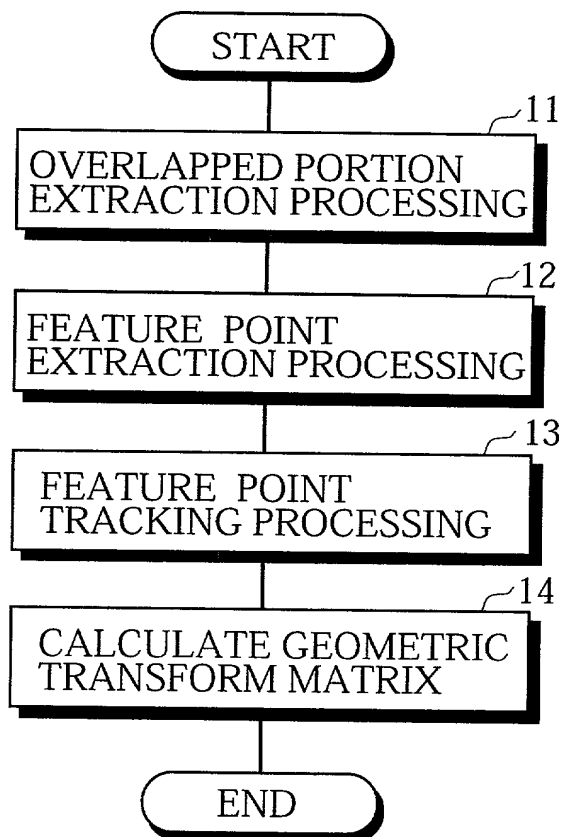 START
11
OVERLAPPED PORTION
EXTRACTION PROCESSING
12
FEATURE POINT
EXTRACTION PROCESSING
13
FEATURE POINT
TRACKING PROCESSING
14
CALCULATE GEOMETRIC
TRANSFORM MATRIX
END